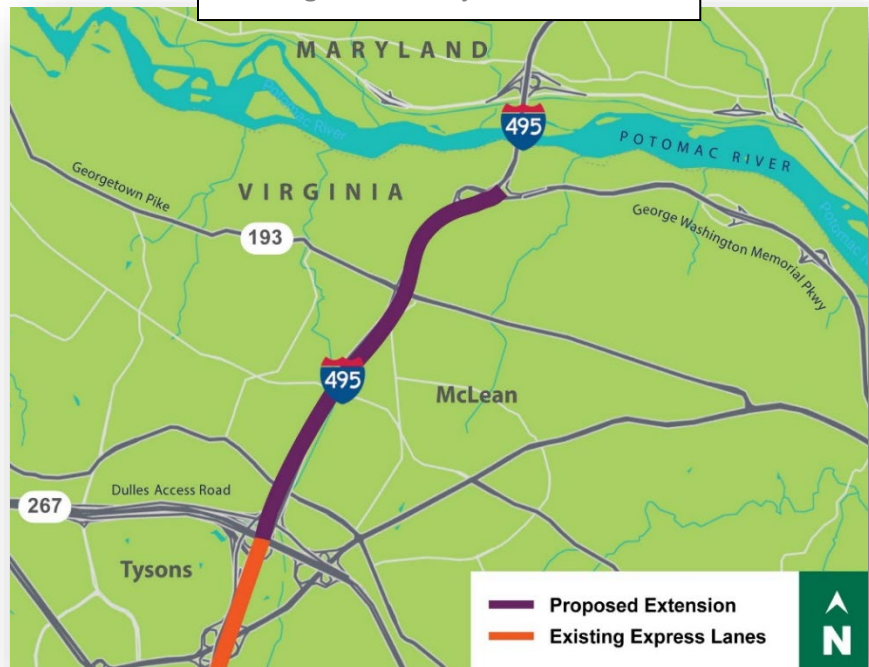 MARYLAND
495
Potomac River
POTOMAC RIVER
Georgetown Pike
VIRGINIA
193
George Washington Memorial Pkwy
495
McLean
Dulles Access Road
267
Tysons
Proposed Extension
Existing Express Lanes
N